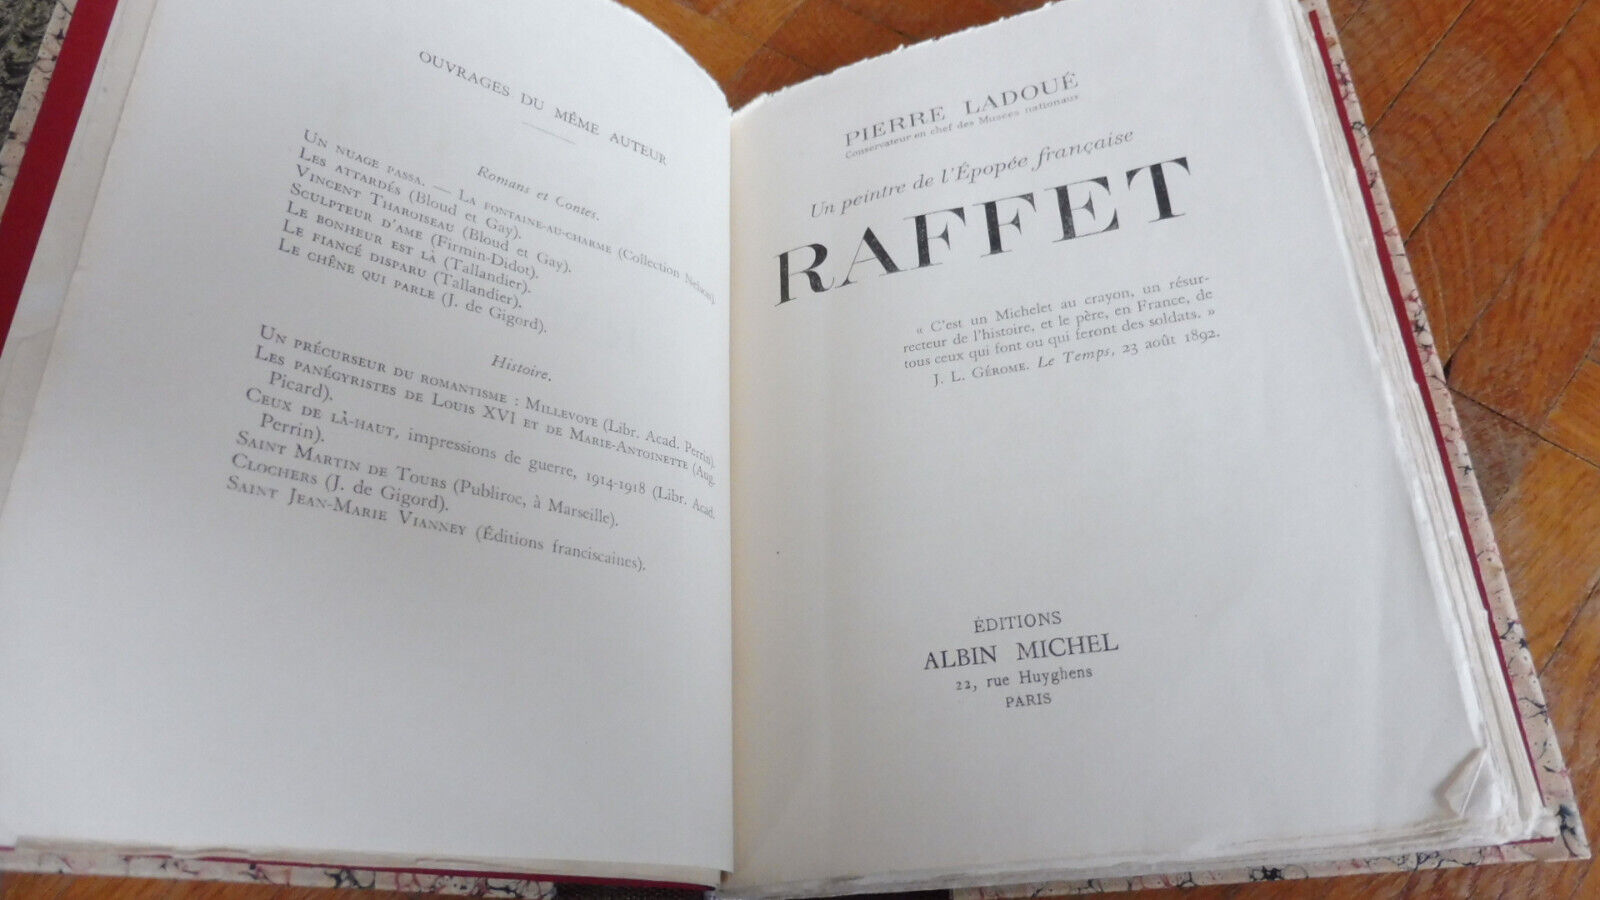 OUVRAGES DU MÊME AUTEUR
Romans et Contes.
UN NUAGE PASSA. — LA FONTAINE-AU-CHARME (Collection Nelson).
LES ATTARDÉS (Bloud et Gay).
VINCENT THAROISEAU (Bloud et Gay).
SCULPTEUR D'AME (Firmin-Didot).
LE BONHEUR EST LÀ (Tallandier).
LE FIANCÉ DISPARU (Tallandier).
LE CHÊNE QUI PARLE (J. de Gigord).
Histoire.
UN PRÉCURSEUR DU ROMANTISME : MILLEVOYE (Libr. Acad. Perrin).
LES PANÉGYRISTES DE LOUIS XVI ET DE MARIE-ANTOINETTE (Aug.
Picard).
CEUX DE LÀ-HAUT, impressions de guerre, 1914-1918 (Libr. Acad.
Perrin).
SAINT MARTIN DE TOURS (Publiroc, à Marseille).
CLOCHERS (J. de Gigord).
SAINT JEAN-MARIE VIANNEY (Éditions franciscaines).
PIERRE LADOUÉ
Conservateur en chef des Musées nationaux
Un peintre de l'Épopée française
RAFFET
« C'est un Michelet au crayon, un résur-
recteur de l'histoire, et le père, en France, de
tous ceux qui font ou qui feront des soldats. »
J. L. GÉROME. Le Temps, 23 août 1892.
ÉDITIONS
ALBIN MICHEL
22, rue Huyghens
PARIS